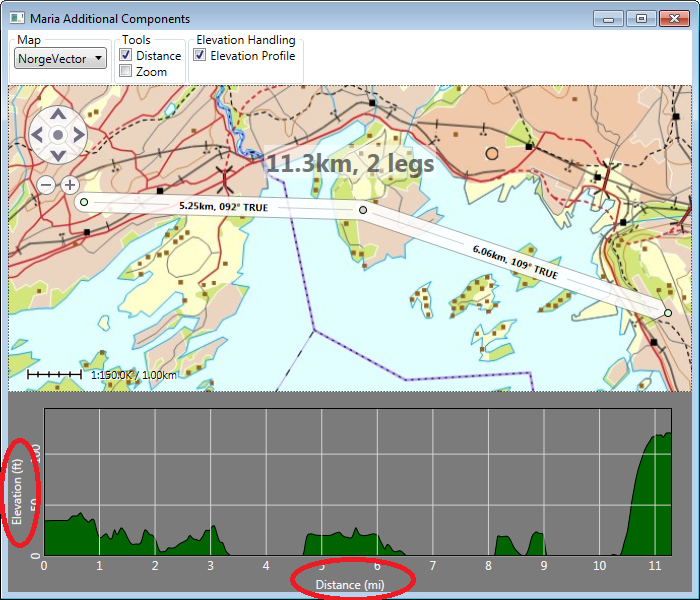 Maria Additional Components
Map
Tools
Elevation Handling
NorgeVector
Distance
Elevation Profile
Zoom
11.3km, 2 legs
5.25km, 092° TRUE
6.06km, 109° TRUE
1:150.0K / 1.00km
Elevation (ft)
100
50
0
0 1 2 3 4 5 6 7 8 9 10 11
Distance (mi)